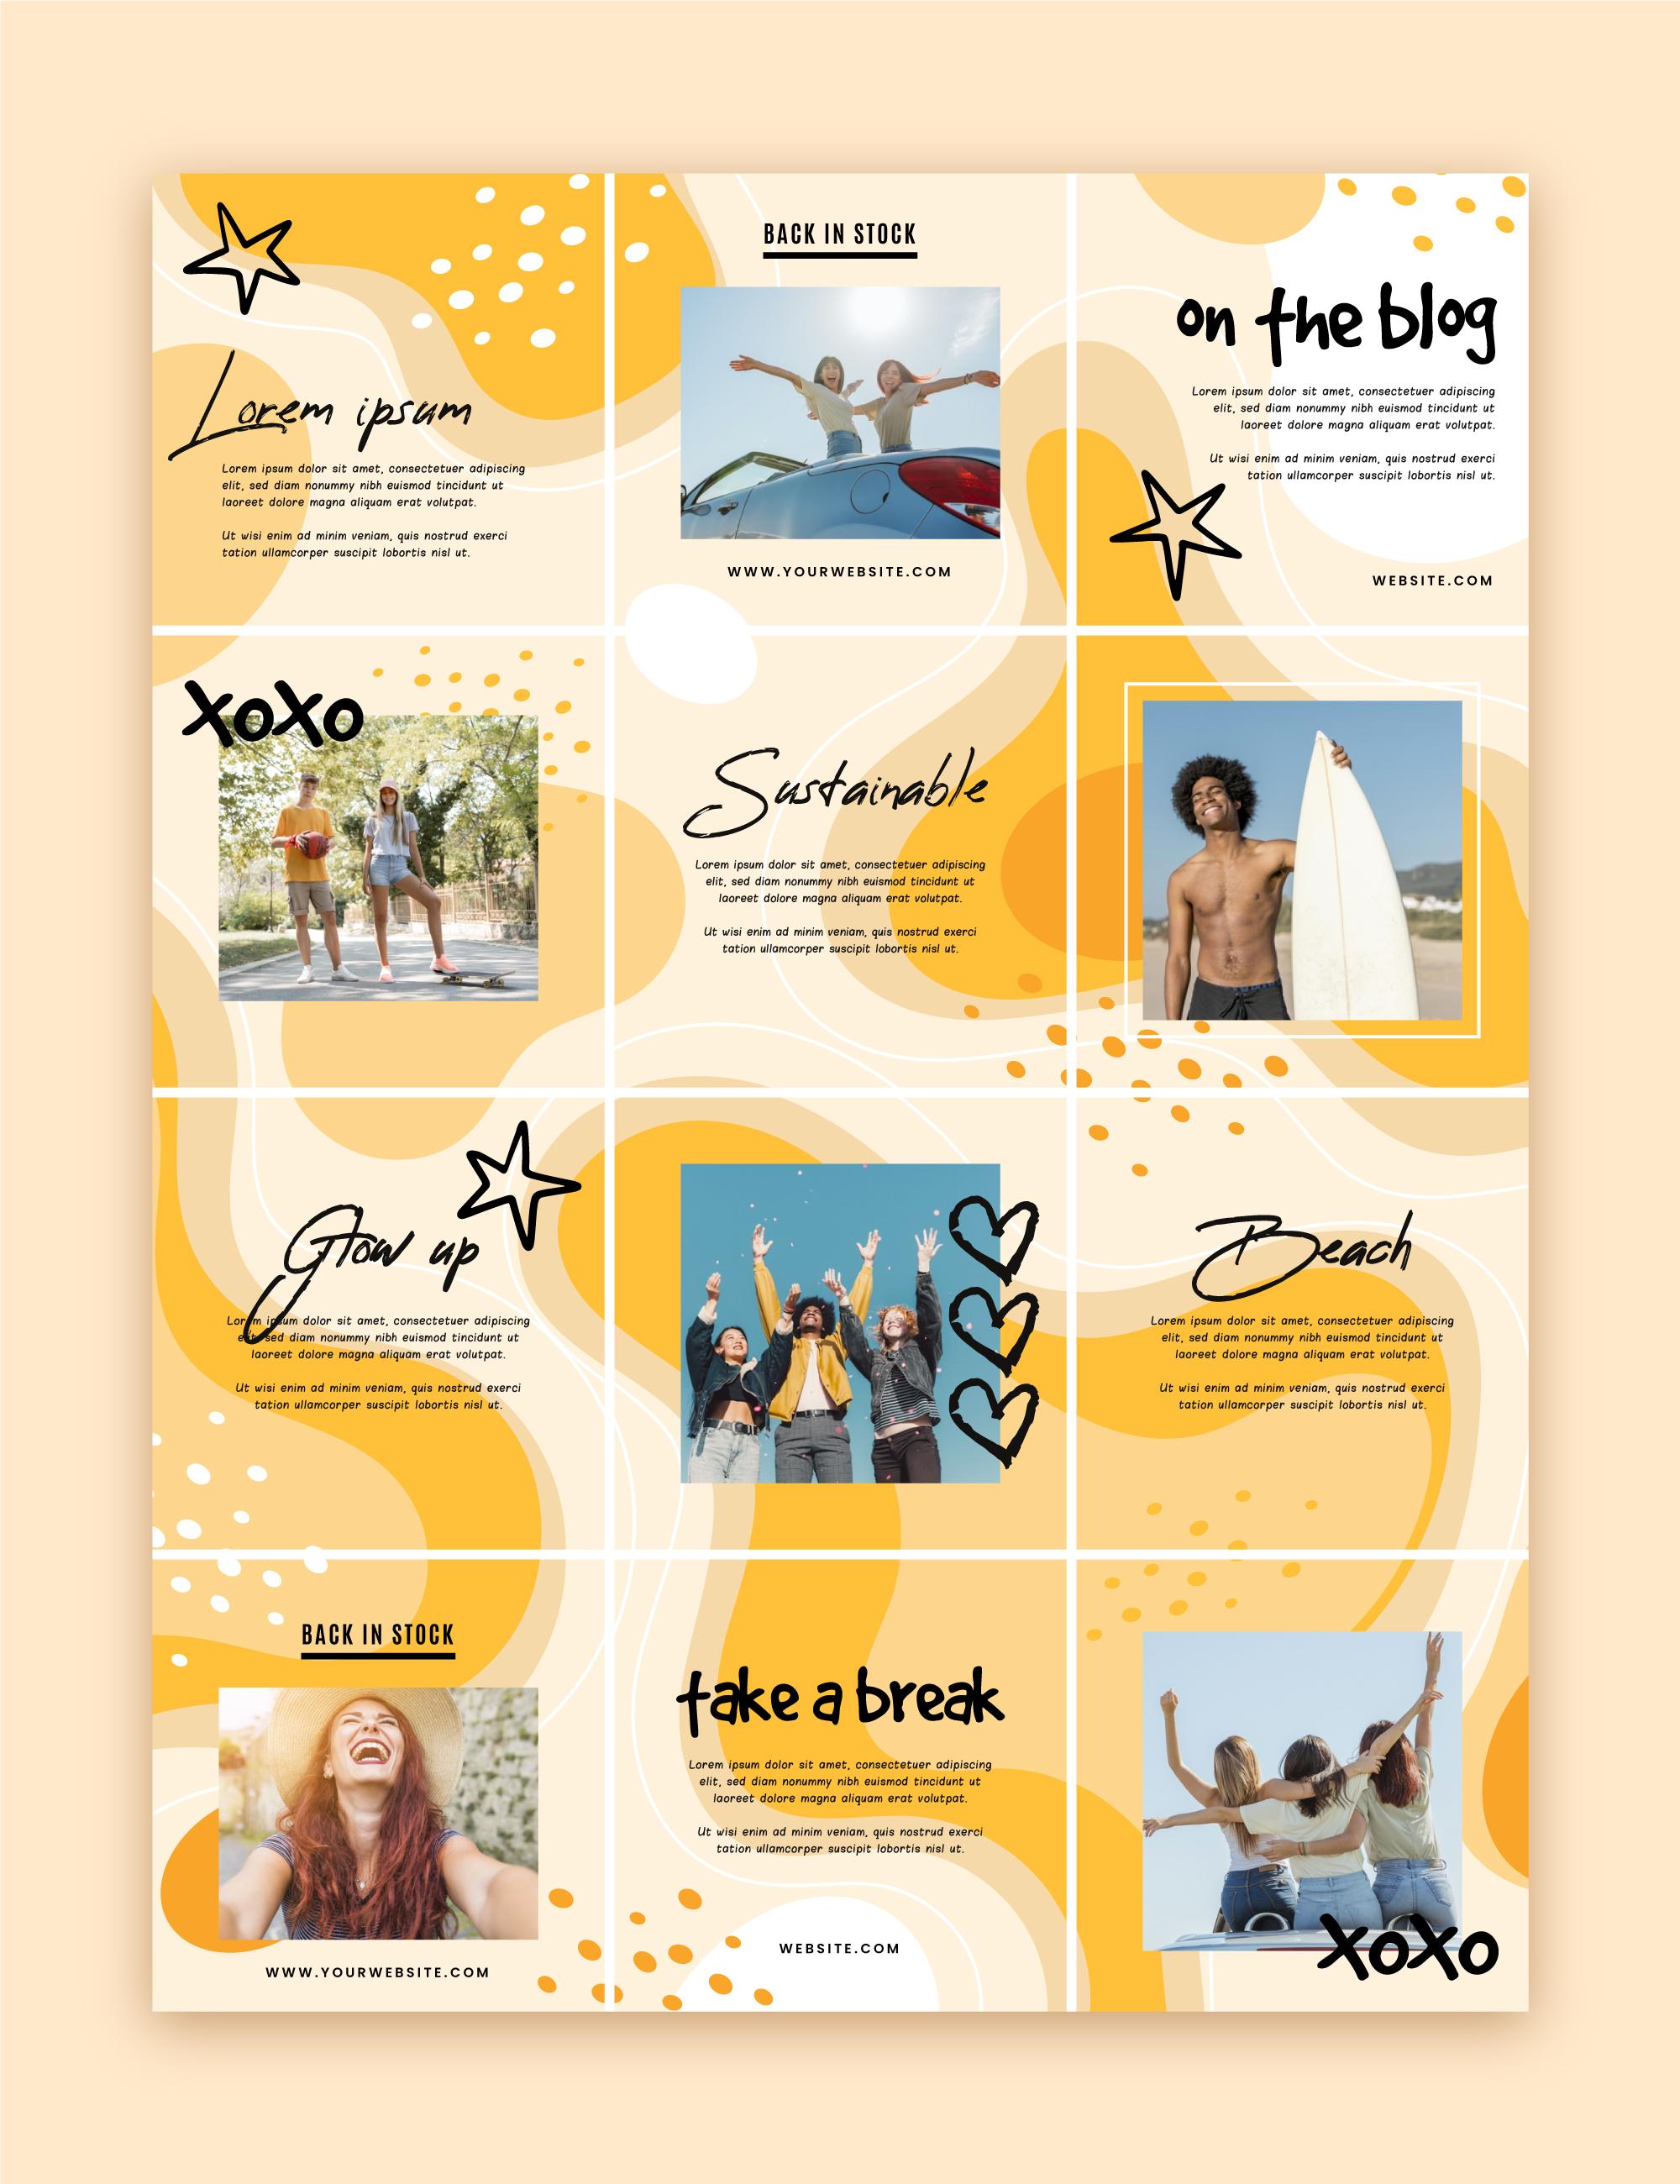 Lorem ipsum
Lorem ipsum dolor sit amet, consectetuer adipiscing
elit, sed diam nonummy nibh euismod tincidunt ut
laoreet dolore magna aliquam erat volutpat.
Ut wisi enim ad minim veniam, quis nostrud exerci
tation ullamcorper suscipit lobortis nisl ut.
BACK IN STOCK
WWW.YOURWEBSITE.COM
on the blog
Lorem ipsum dolor sit amet, consectetuer adipiscing
elit, sed diam nonummy nibh euismod tincidunt ut
laoreet dolore magna aliquam erat volutpat.
Ut wisi enim ad minim veniam, quis nostrud exerci
tation ullamcorper suscipit lobortis nisl ut.
WEBSITE.COM
xoxo
Sustainable
Lorem ipsum dolor sit amet, consectetuer adipiscing
elit, sed diam nonummy nibh euismod tincidunt ut
laoreet dolore magna aliquam erat volutpat.
Ut wisi enim ad minim veniam, quis nostrud exerci
tation ullamcorper suscipit lobortis nisl ut.
Glow up
Lorem ipsum dolor sit amet, consectetuer adipiscing
elit, sed diam nonummy nibh euismod tincidunt ut
laoreet dolore magna aliquam erat volutpat.
Ut wisi enim ad minim veniam, quis nostrud exerci
tation ullamcorper suscipit lobortis nisl ut.
Beach
Lorem ipsum dolor sit amet, consectetuer adipiscing
elit, sed diam nonummy nibh euismod tincidunt ut
laoreet dolore magna aliquam erat volutpat.
Ut wisi enim ad minim veniam, quis nostrud exerci
tation ullamcorper suscipit lobortis nisl ut.
BACK IN STOCK
WWW.YOURWEBSITE.COM
take a break
Lorem ipsum dolor sit amet, consectetuer adipiscing
elit, sed diam nonummy nibh euismod tincidunt ut
laoreet dolore magna aliquam erat volutpat.
Ut wisi enim ad minim veniam, quis nostrud exerci
tation ullamcorper suscipit lobortis nisl ut.
WEBSITE.COM
xoxo